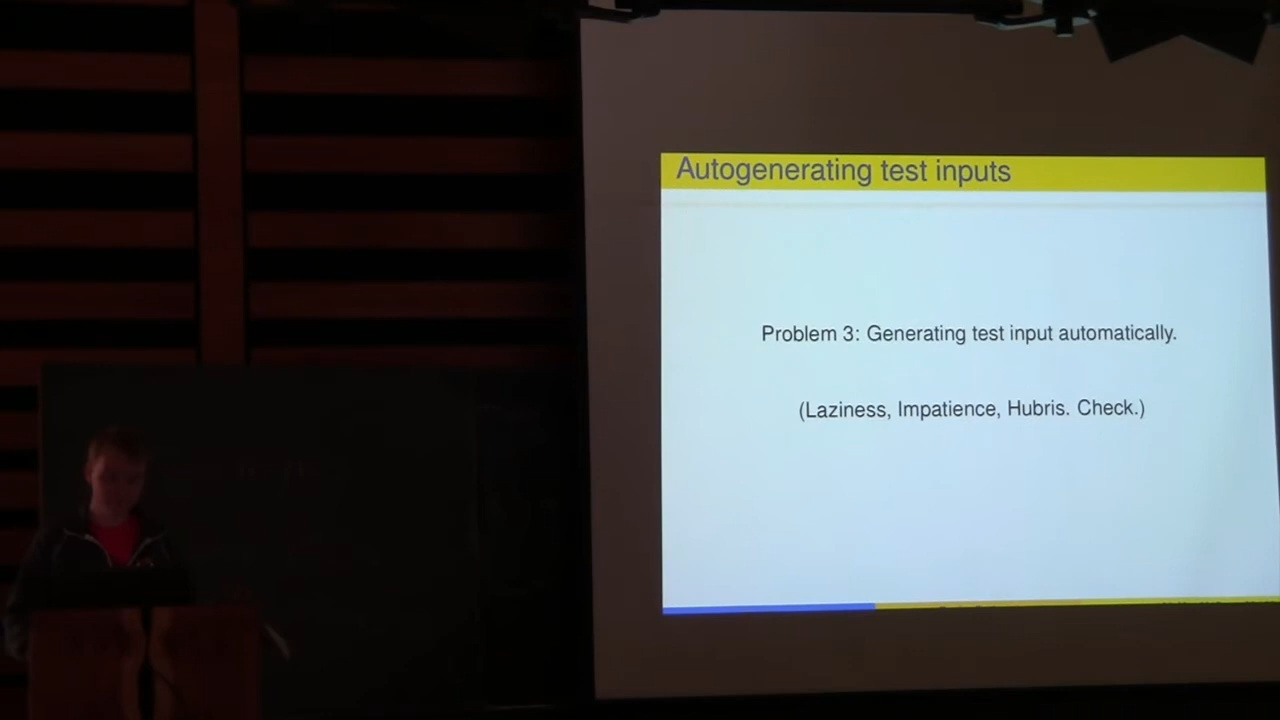 Autogenerating test inputs
Problem 3: Generating test input automatically.
(Laziness, Impatience, Hubris. Check.)